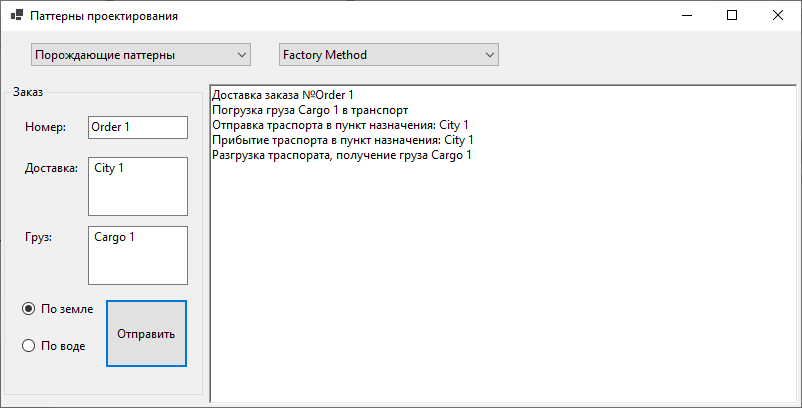 Паттерны проектирования
Порождающие паттерны
Factory Method
Заказ
Номер:
Order 1
Доставка:
City 1
Груз:
Cargo 1
По земле
По воде
Отправить
Доставка заказа №Order 1
Погрузка груза Cargo 1 в транспорт
Отправка траспорта в пункт назначения: City 1
Прибытие траспорта в пункт назначения: City 1
Разгрузка траспората, получение груза Cargo 1